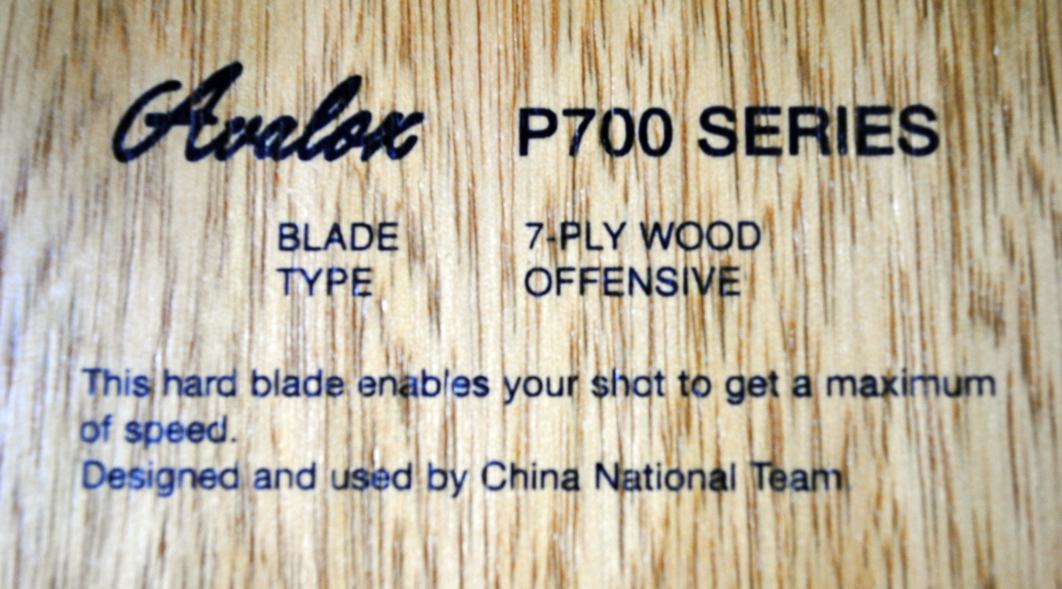 Avalox P700 SERIES
BLADE 7-PLY WOOD
TYPE OFFENSIVE
This hard blade enables your shot to get a maximum
of speed.
Designed and used by China National Team